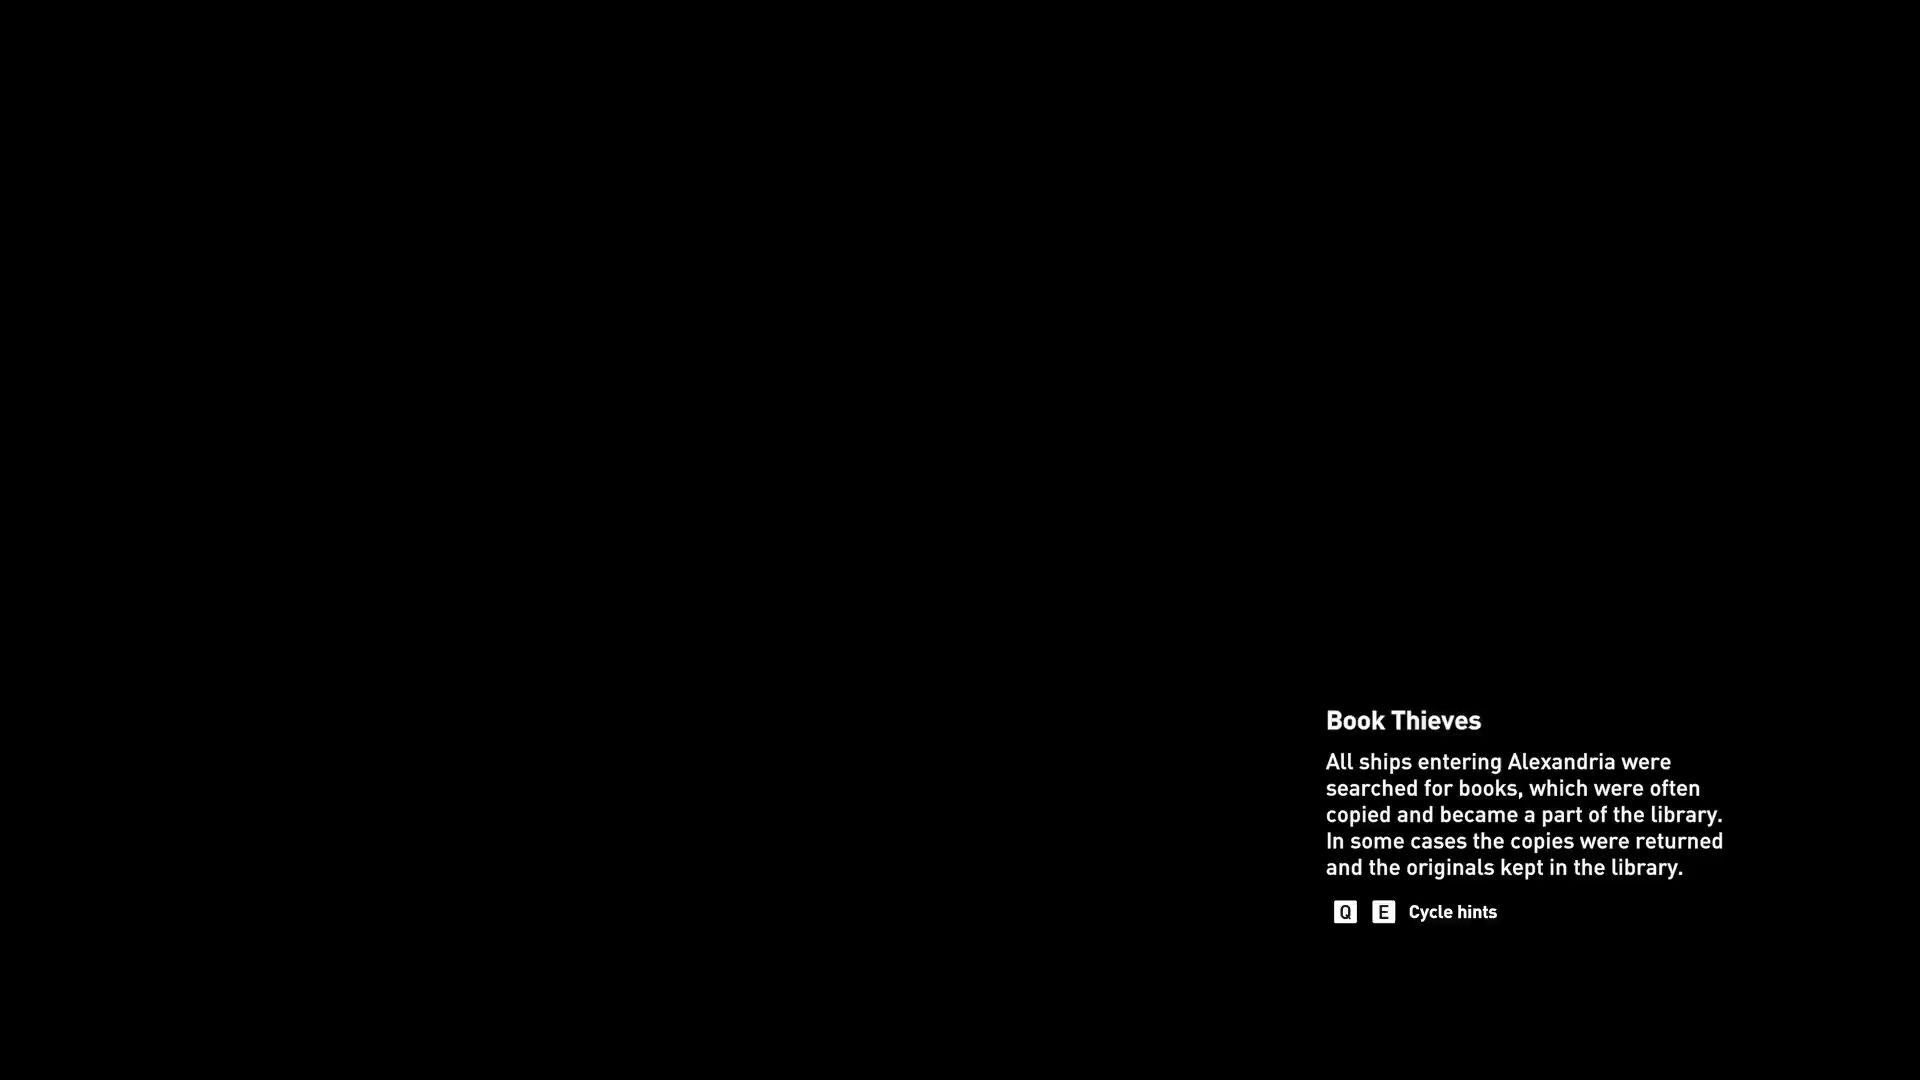 Book Thieves
All ships entering Alexandria were
searched for books, which were often
copied and became a part of the library.
In some cases the copies were returned
and the originals kept in the library.
Q E Cycle hints